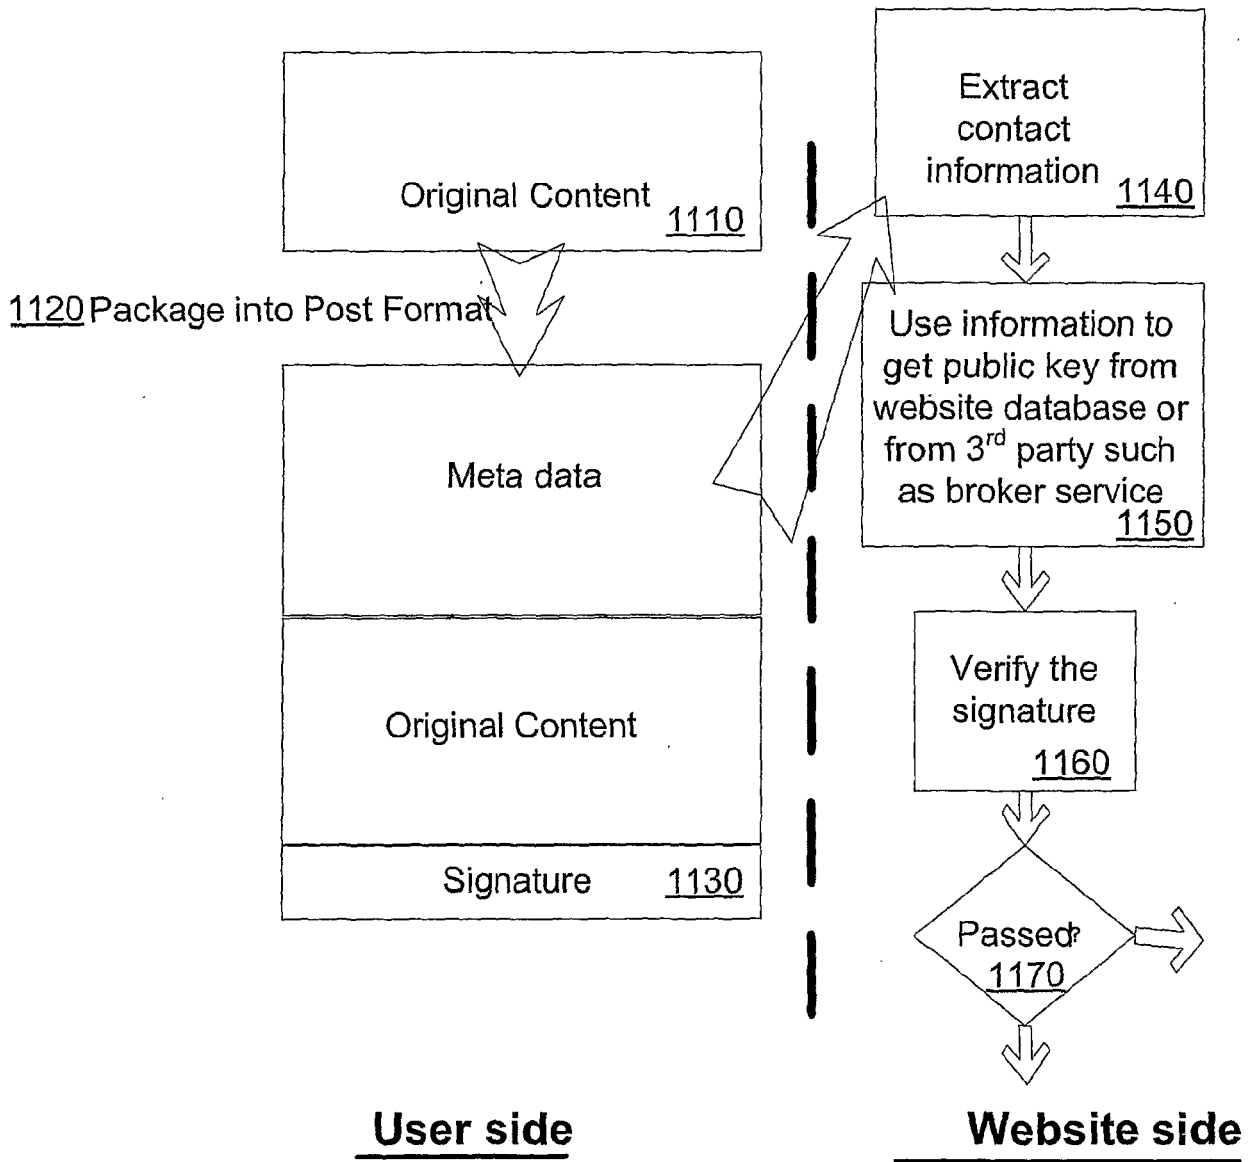 Original Content 1110
1120 Package into Post Format
Meta data
Original Content
Signature 1130
User side
Extract
contact
information
1140
Use information to
get public key from
website database or
from 3rd party such
as broker service
1150
Verify the
signature
1160
Passed?
1170
Website side